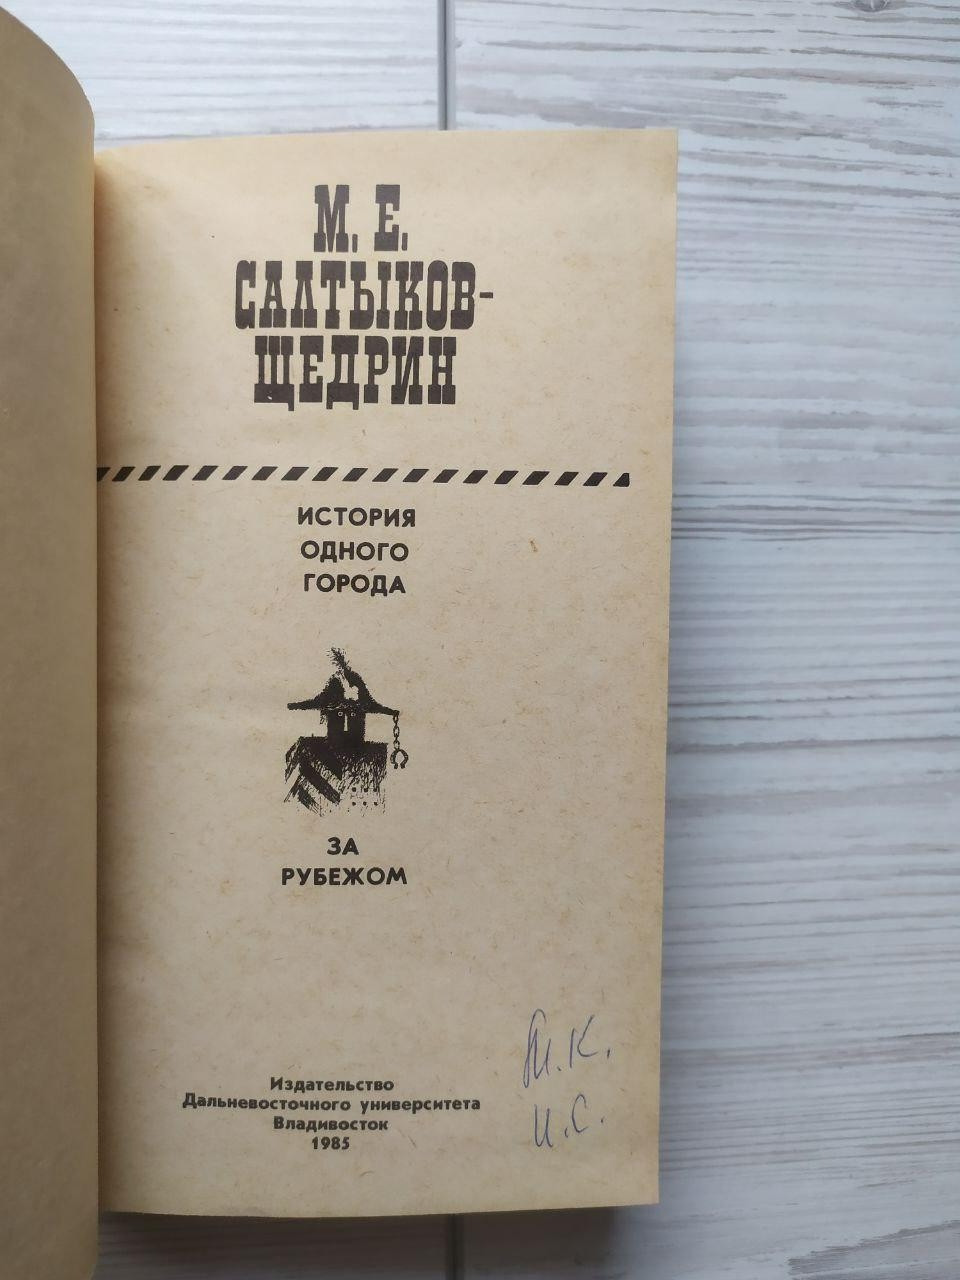 М. Е.
САЛТЫКОВ-
ЩЕДРИН
ИСТОРИЯ
ОДНОГО
ГОРОДА
ЗА
РУБЕЖОМ
Издательство
Дальневосточного университета
Владивосток
1985
И. С.